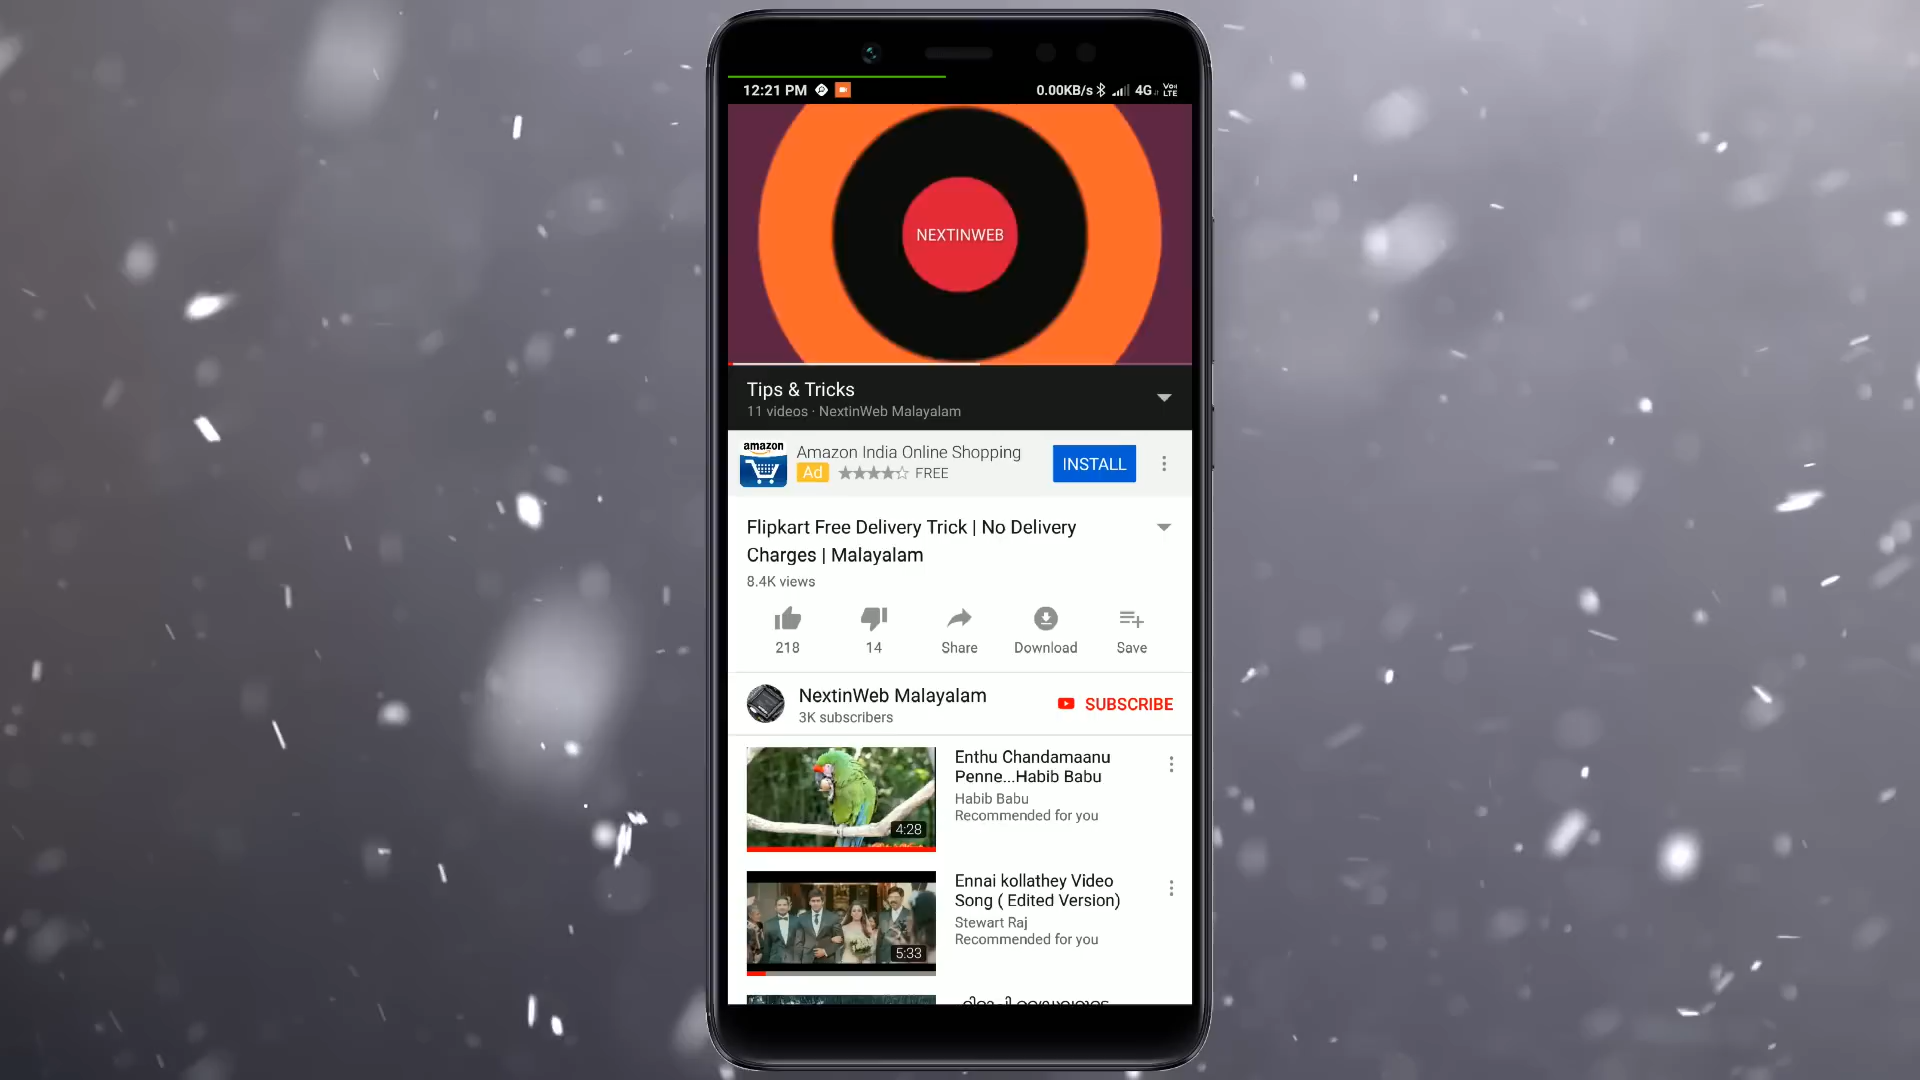 12:21 PM
0.00KB/s 4G Vo LTE
NEXTINWEB
Tips & Tricks
11 videos · NextinWeb Malayalam
amazon
Amazon India Online Shopping
Ad FREE
INSTALL
Flipkart Free Delivery Trick | No Delivery
Charges | Malayalam
8.4K views
218
14
Share
Download
Save
NextinWeb Malayalam
3K subscribers
SUBSCRIBE
Enthu Chandamaanu
Penne...Habib Babu
Habib Babu
Recommended for you
4:28
Ennai kollathey Video
Song ( Edited Version)
Stewart Raj
Recommended for you
5:33